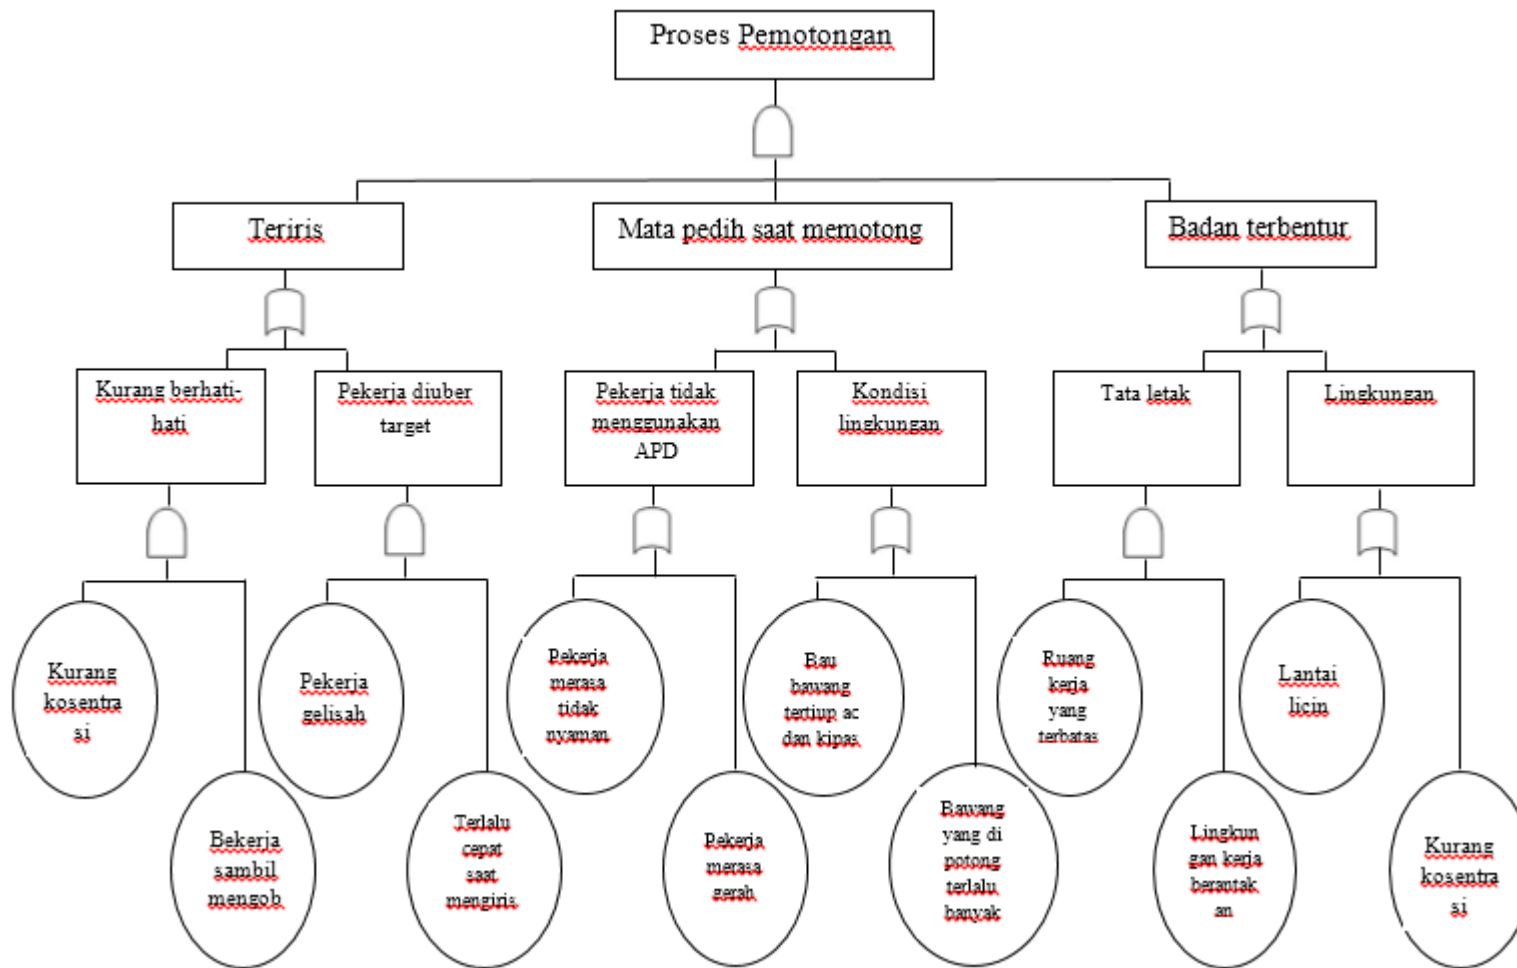 Proses Pemotongan
Teriris
Mata pedih saat memotong
Badan terbentur
Kurang berhati-
hati
Pekerja diuber
target
Pekerja tidak
menggunakan
APD
Kondisi
lingkungan
Tata letak
Lingkungan
Kurang
kosentra
si
Pekerja
gelisah
Pekerja
merasa
tidak
nyaman
Bau
bawang
tertiup ac
dan kipas
Ruang
kerja
yang
terbatas
Lantai
licin
Bekerja
sambil
mengob
Terlalu
cepat
saat
mengiris
Pekerja
merasa
gerah
Bawang
yang di
potong
terlalu
banyak
Lingkun
gan kerja
berantak
an
Kurang
kosentra
si